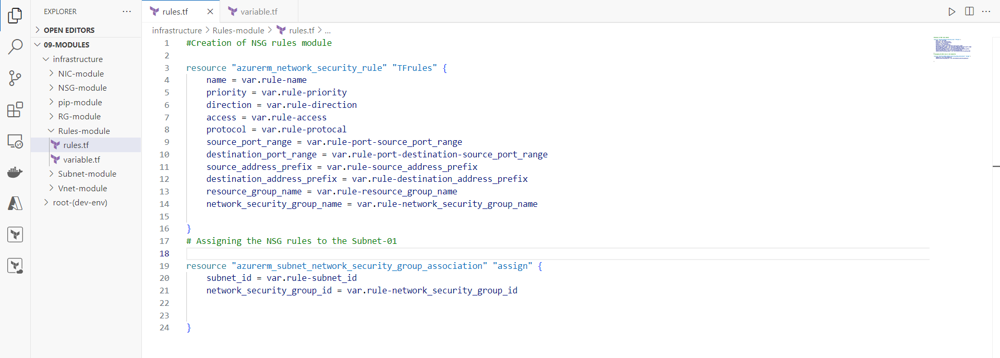 EXPLORER
OPEN EDITORS
09-MODULES
infrastructure
NIC-module
NSG-module
pip-module
RG-module
Rules-module
rules.tf
variable.tf
Subnet-module
Vnet-module
root-(dev-env)
rules.tf
variable.tf
infrastructure > Rules-module > rules.tf > ...
1 #Creation of NSG rules module
2
3 resource "azurerm_network_security_rule" "TFrules" {
4 name = var.rule-name
5 priority = var.rule-priority
6 direction = var.rule-direction
7 access = var.rule-access
8 protocol = var.rule-protocal
9 source_port_range = var.rule-port-source_port_range
10 destination_port_range = var.rule-port-destination-source_port_range
11 source_address_prefix = var.rule-source_address_prefix
12 destination_address_prefix = var.rule-destination_address_prefix
13 resource_group_name = var.rule-resource_group_name
14 network_security_group_name = var.rule-network_security_group_name
15
16 }
17 # Assigning the NSG rules to the Subnet-01
18
19 resource "azurerm_subnet_network_security_group_association" "assign" {
20 subnet_id = var.rule-subnet_id
21 network_security_group_id = var.rule-network_security_group_id
22
23
24 }